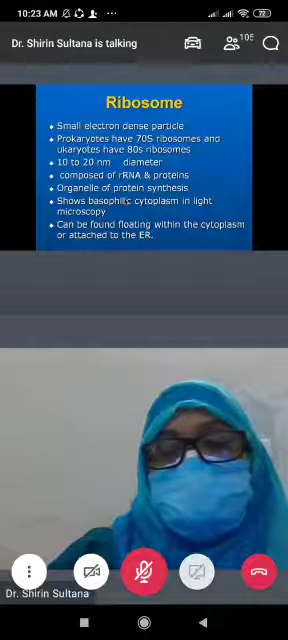 10:23 AM
72
Dr. Shirin Sultana is talking
105
Ribosome
Small electron dense particle
Prokaryotes have 70S ribosomes and
ukaryotes have 80s ribosomes
10 to 20 nm diameter
composed of rRNA & proteins
Organelle of protein synthesis
Shows basophilic cytoplasm in light
microscopy
Can be found floating within the cytoplasm
or attached to the ER.
Dr. Shirin Sultana